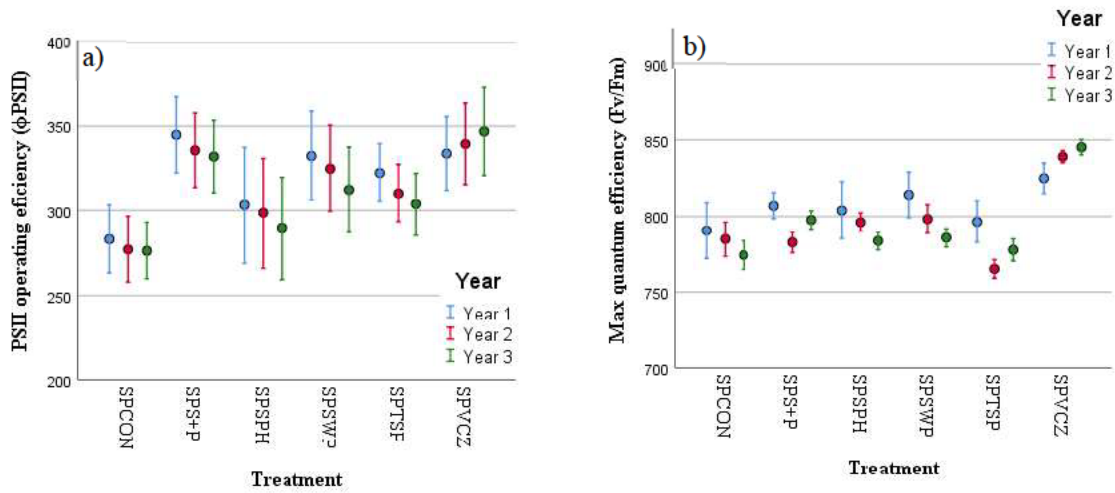 a)
PSII operating eficiency (ϕPSII)
400
350
300
250
200
Year
Year 1
Year 2
Year 3
SPCON
SPS+P
SPSPH
SPSWP
SPTSP
SPVCZ
Treatment
b)
Max quantum efficiency (Fv/Fm)
900
850
800
750
700
Year
Year 1
Year 2
Year 3
SPCON
SPS+P
SPSPH
SPSWP
SPTSP
SPVCZ
Treatment